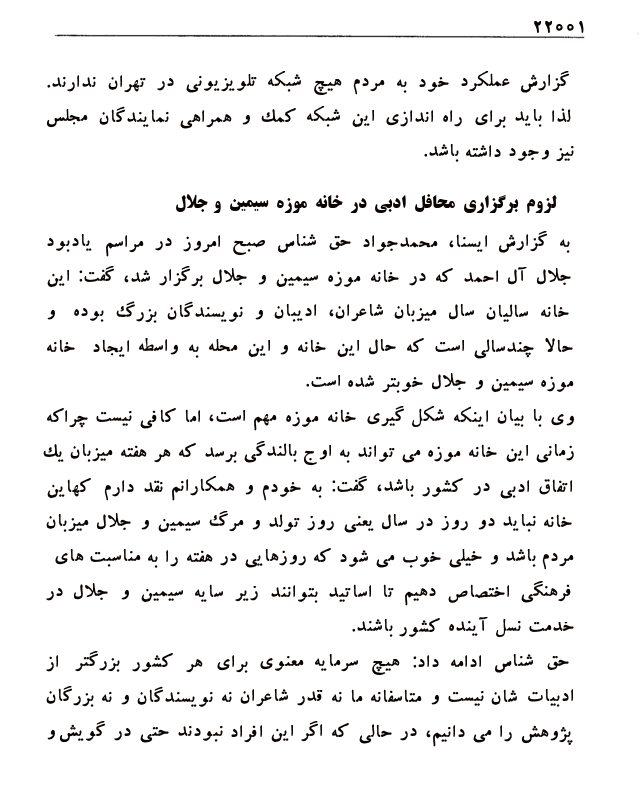 ۲۲۰۰۱
گزارش عملکرد خود به مردم هیچ شبکه تلویزیونی در تهران ندارند.
لذا باید برای راه اندازی این شبکه کمك و همراهی نمایندگان مجلس
نیز وجود داشته باشد.
لزوم برگزاری محافل ادبی در خانه موزه سیمین و جلال
به گزارش ایسنا، محمدجواد حق شناس صبح امروز در مراسم یادبود
جلال آل احمد که در خانه موزه سیمین و جلال برگزار شد، گفت: این
خانه سالیان سال میزبان شاعران، ادیبان و نویسندگان بزرگ بوده و
حالا چندسالی است که حال این خانه و این محله به واسطه ایجاد خانه
موزه سیمین و جلال خوبتر شده است.
وی با بیان اینکه شکل گیری خانه موزه مهم است، اما کافی نیست چراکه
زمانی این خانه موزه می تواند به اوج بالندگی برسد که هر هفته میزبان یك
اتفاق ادبی در کشور باشد، گفت: به خودم و همکارانم نقد دارم کهاین
خانه نباید دو روز در سال یعنی روز تولد و مرگ سیمین و جلال میزبان
مردم باشد و خیلی خوب می شود که روزهایی در هفته را به مناسبت های
فرهنگی اختصاص دهیم تا اساتید بتوانند زیر سایه سیمین و جلال در
خدمت نسل آینده کشور باشند.
حق شناس ادامه داد: هیچ سرمایه معنوی برای هر کشور بزرگتر از
ادبیات شان نیست و متاسفانه ما نه قدر شاعران نه نویسندگان و نه بزرگان
پژوهش را می دانیم، در حالی که اگر این افراد نبودند حتی در گویش و